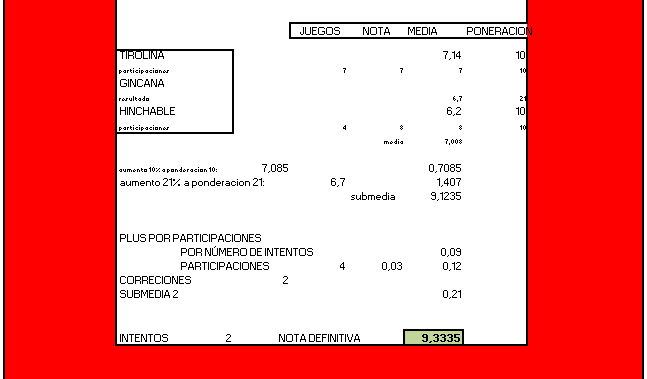 JUEGOS NOTA MEDIA PONERACION
TIROLINA 7,14 10
participaciones 7 7 7 10
GINCANA
resultado 6,7 21
HINCHABLE 6,2 10
participaciones 4 8 8 10
media 7,008
aumento 10% a ponderacion 10: 7,085 0,7085
aumento 21% a ponderacion 21: 6,7 1,407
submedia 9,1235
PLUS POR PARTICIPACIONES
POR NÚMERO DE INTENTOS 0,09
PARTICIPACIONES 4 0,03 0,12
CORRECIONES 2
SUBMEDIA 2 0,21
INTENTOS 2 NOTA DEFINITIVA 9,3335